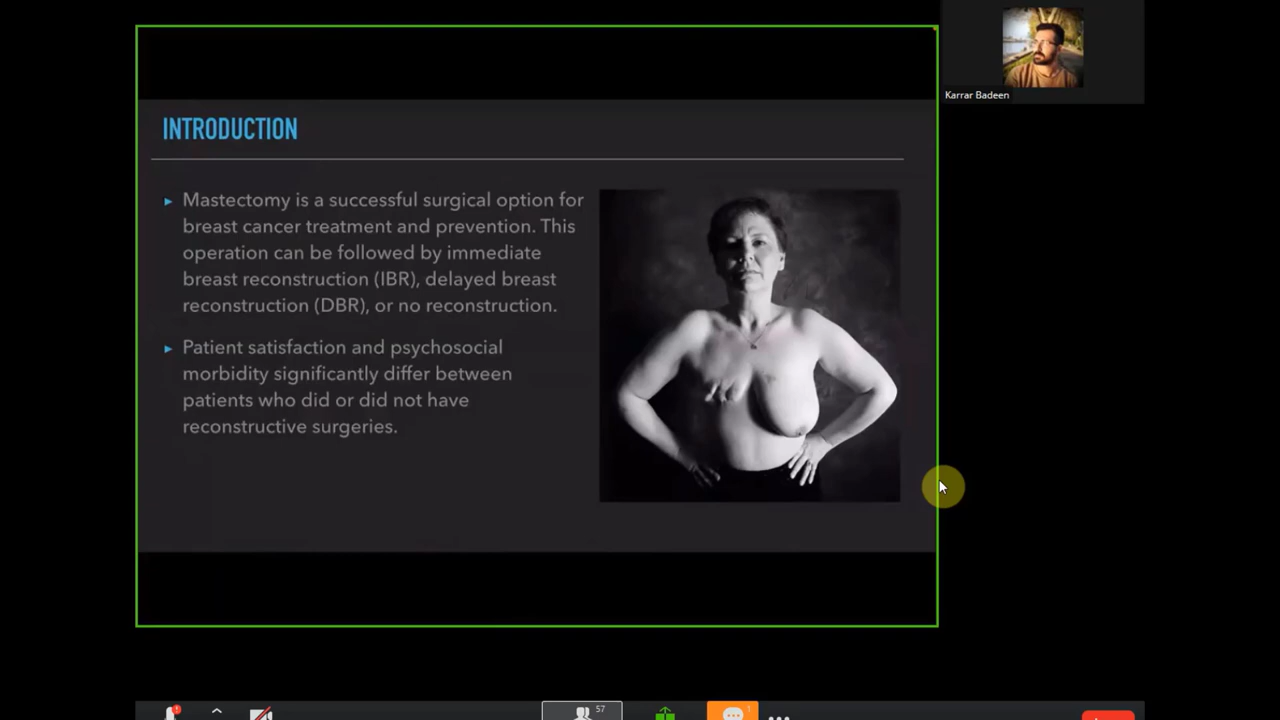 Karrar Badeen
INTRODUCTION
▸ Mastectomy is a successful surgical option for
breast cancer treatment and prevention. This
operation can be followed by immediate
breast reconstruction (IBR), delayed breast
reconstruction (DBR), or no reconstruction.
▸ Patient satisfaction and psychosocial
morbidity significantly differ between
patients who did or did not have
reconstructive surgeries.
57
1